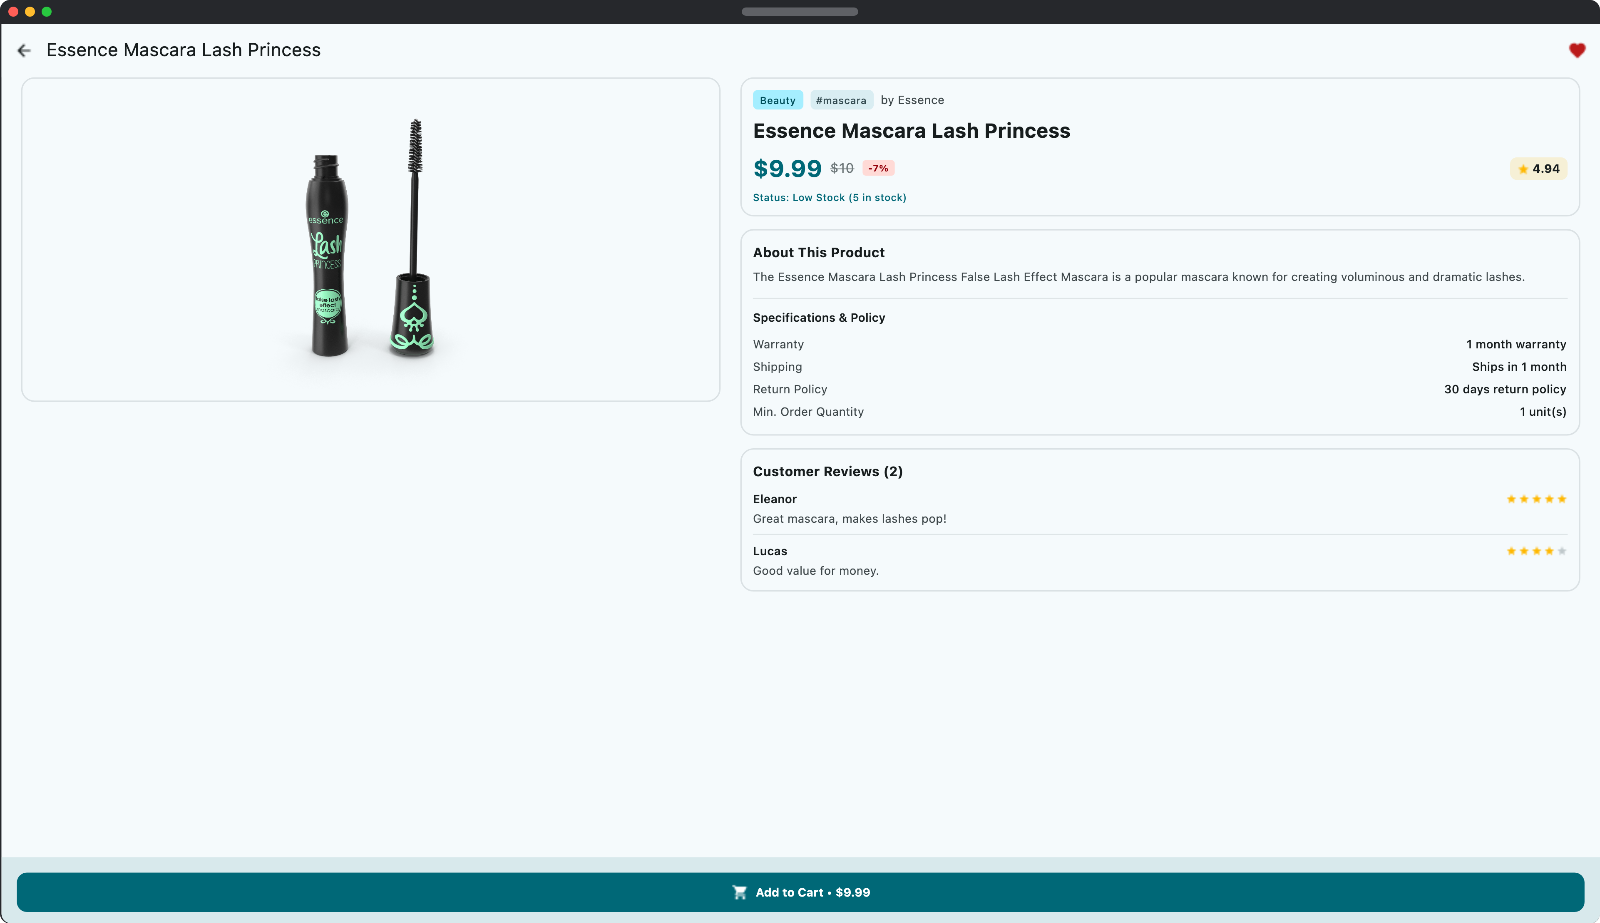 Essence Mascara Lash Princess
essence
Lash
PRINCESS
false lash
effect
mascara
Beauty
#mascara
by Essence
Essence Mascara Lash Princess
$9.99 $10 -7%
4.94
Status: Low Stock (5 in stock)
About This Product
The Essence Mascara Lash Princess False Lash Effect Mascara is a popular mascara known for creating voluminous and dramatic lashes.
Specifications & Policy
Warranty 1 month warranty
Shipping Ships in 1 month
Return Policy 30 days return policy
Min. Order Quantity 1 unit(s)
Customer Reviews (2)
Eleanor
Great mascara, makes lashes pop!
Lucas
Good value for money.
Add to Cart • $9.99